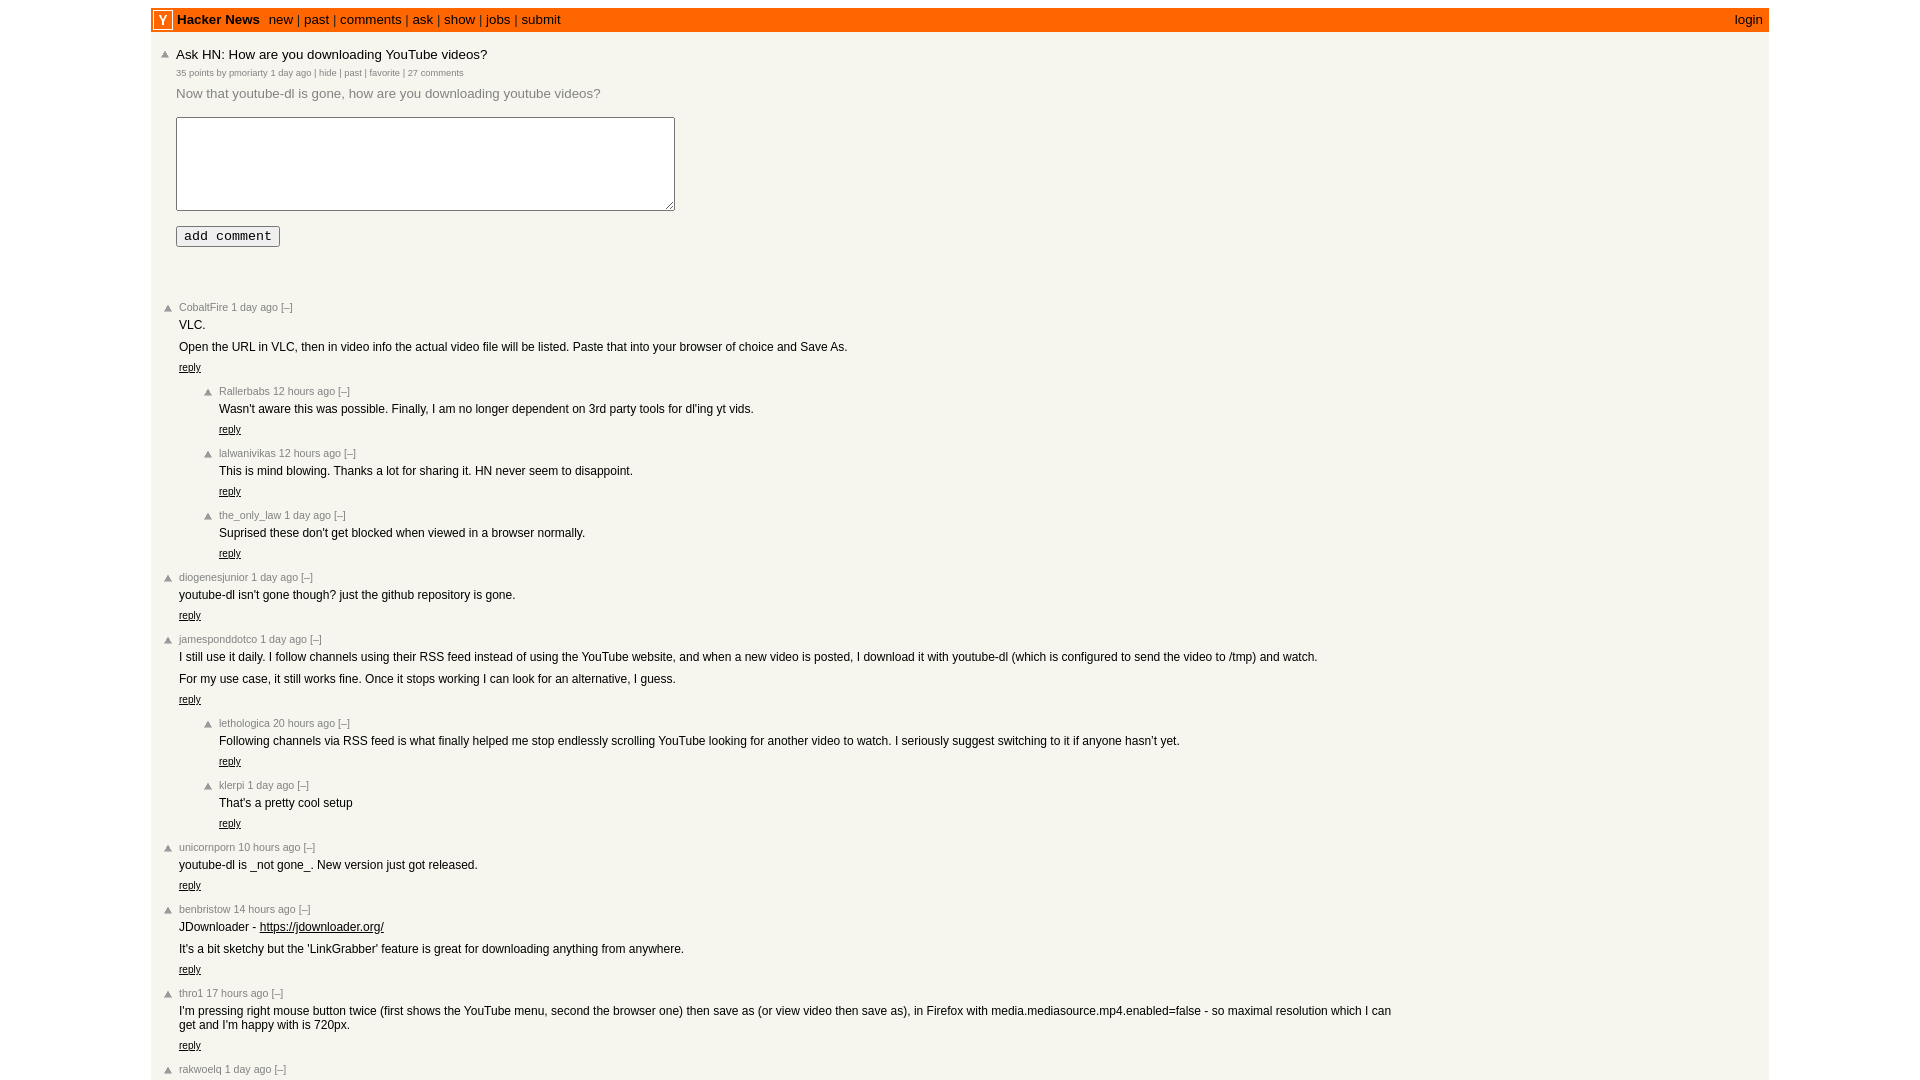 Y Hacker News new | past | comments | ask | show | jobs | submit login
Ask HN: How are you downloading YouTube videos?
35 points by pmoriarty 1 day ago | hide | past | favorite | 27 comments
Now that youtube-dl is gone, how are you downloading youtube videos?
add comment
CobaltFire 1 day ago [–]
VLC.
Open the URL in VLC, then in video info the actual video file will be listed. Paste that into your browser of choice and Save As.
reply
Rallerbabs 12 hours ago [–]
Wasn't aware this was possible. Finally, I am no longer dependent on 3rd party tools for dl'ing yt vids.
reply
lalwanivikas 12 hours ago [–]
This is mind blowing. Thanks a lot for sharing it. HN never seem to disappoint.
reply
the_only_law 1 day ago [–]
Suprised these don't get blocked when viewed in a browser normally.
reply
diogenesjunior 1 day ago [–]
youtube-dl isn't gone though? just the github repository is gone.
reply
jamesponddotco 1 day ago [–]
I still use it daily. I follow channels using their RSS feed instead of using the YouTube website, and when a new video is posted, I download it with youtube-dl (which is configured to send the video to /tmp) and watch.
For my use case, it still works fine. Once it stops working I can look for an alternative, I guess.
reply
lethologica 20 hours ago [–]
Following channels via RSS feed is what finally helped me stop endlessly scrolling YouTube looking for another video to watch. I seriously suggest switching to it if anyone hasn’t yet.
reply
klerpi 1 day ago [–]
That's a pretty cool setup
reply
unicornporn 10 hours ago [–]
youtube-dl is _not gone_. New version just got released.
reply
benbristow 14 hours ago [–]
JDownloader - https://jdownloader.org/
It's a bit sketchy but the 'LinkGrabber' feature is great for downloading anything from anywhere.
reply
thro1 17 hours ago [–]
I'm pressing right mouse button twice (first shows the YouTube menu, second the browser one) then save as (or view video then save as), in Firefox with media.mediasource.mp4.enabled=false - so maximal resolution which I can
get and I'm happy with is 720px.
reply
rakwoelq 1 day ago [–]